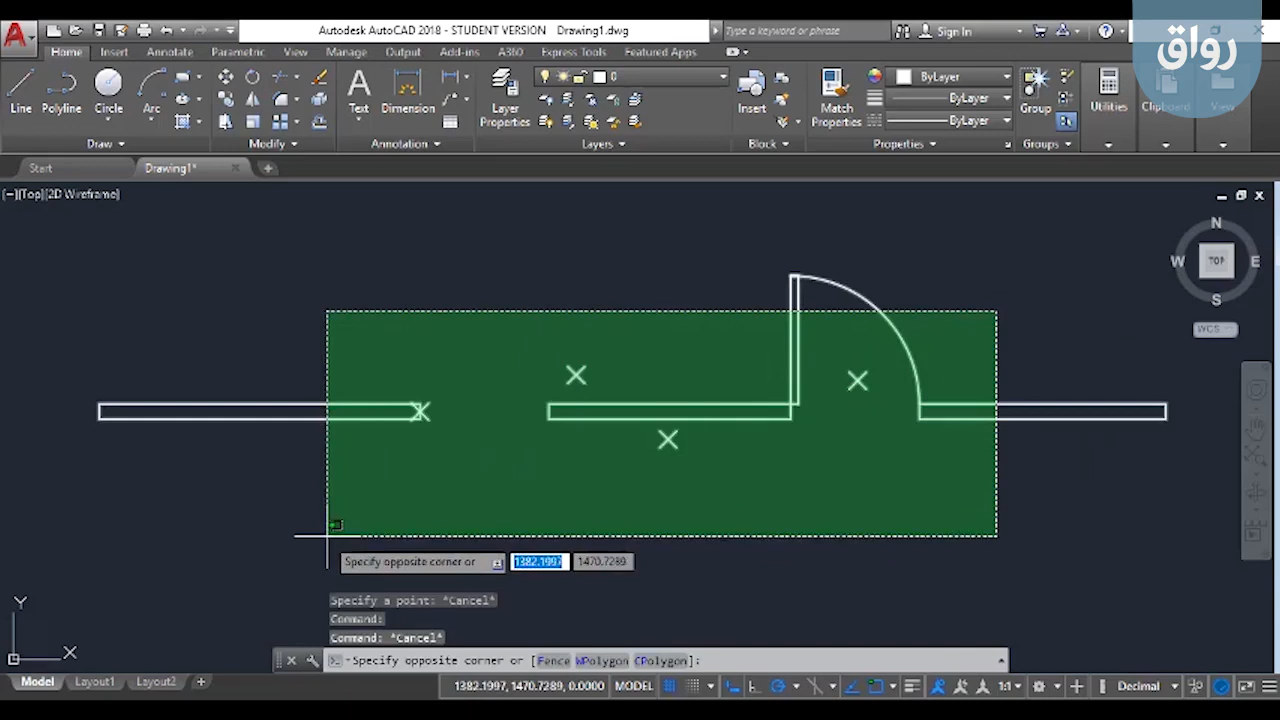 Autodesk AutoCAD 2018 - STUDENT VERSION Drawing1.dwg
Type a keyword or phrase
Sign In
رواق
Home Insert Annotate Parametric View Manage Output Add-ins A360 Express Tools Featured Apps
Line Polyline Circle Arc
Text Dimension
Layer Properties
0
Insert
Match Properties
ByLayer
ByLayer
ByLayer
Group
Utilities
Clipboard
View
Draw Modify Annotation Layers Block Properties Groups
Start Drawing1*
[−][Top][2D Wireframe]
N
W TOP E
S
WCS
Specify opposite corner or 1382.1997 1470.7289
Specify a point: *Cancel*
Command:
Command: *Cancel*
Y
X
Specify opposite corner or [Fence WPolygon CPolygon]:
Model Layout1 Layout2 +
1382.1997, 1470.7289, 0.0000 MODEL 1:1 Decimal